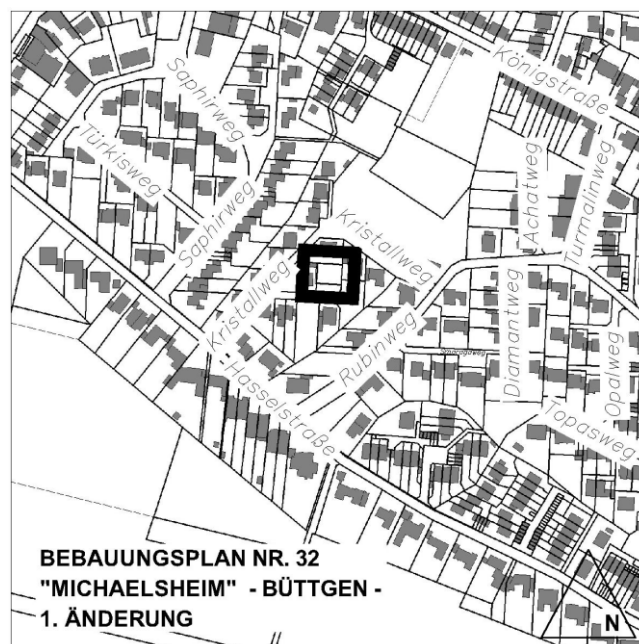 Königstraße
Saphirweg
Türkisweg
Achatweg
Turmalinweg
Saphirweg
Kristallweg
Kristallweg
Rubinweg
Diamantweg
Smaragdweg
Opalweg
Hasselstraße
Topasweg
BEBAUUNGSPLAN NR. 32
"MICHAELSHEIM" - BÜTTGEN -
1. ÄNDERUNG
N